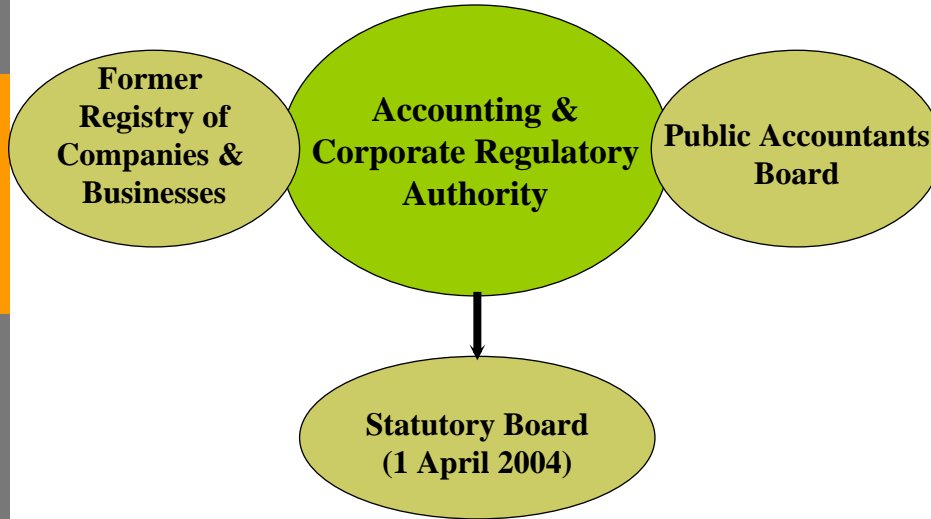 Former
Registry of
Companies &
Businesses
Accounting &
Corporate Regulatory
Authority
Public Accountants
Board
Statutory Board
(1 April 2004)